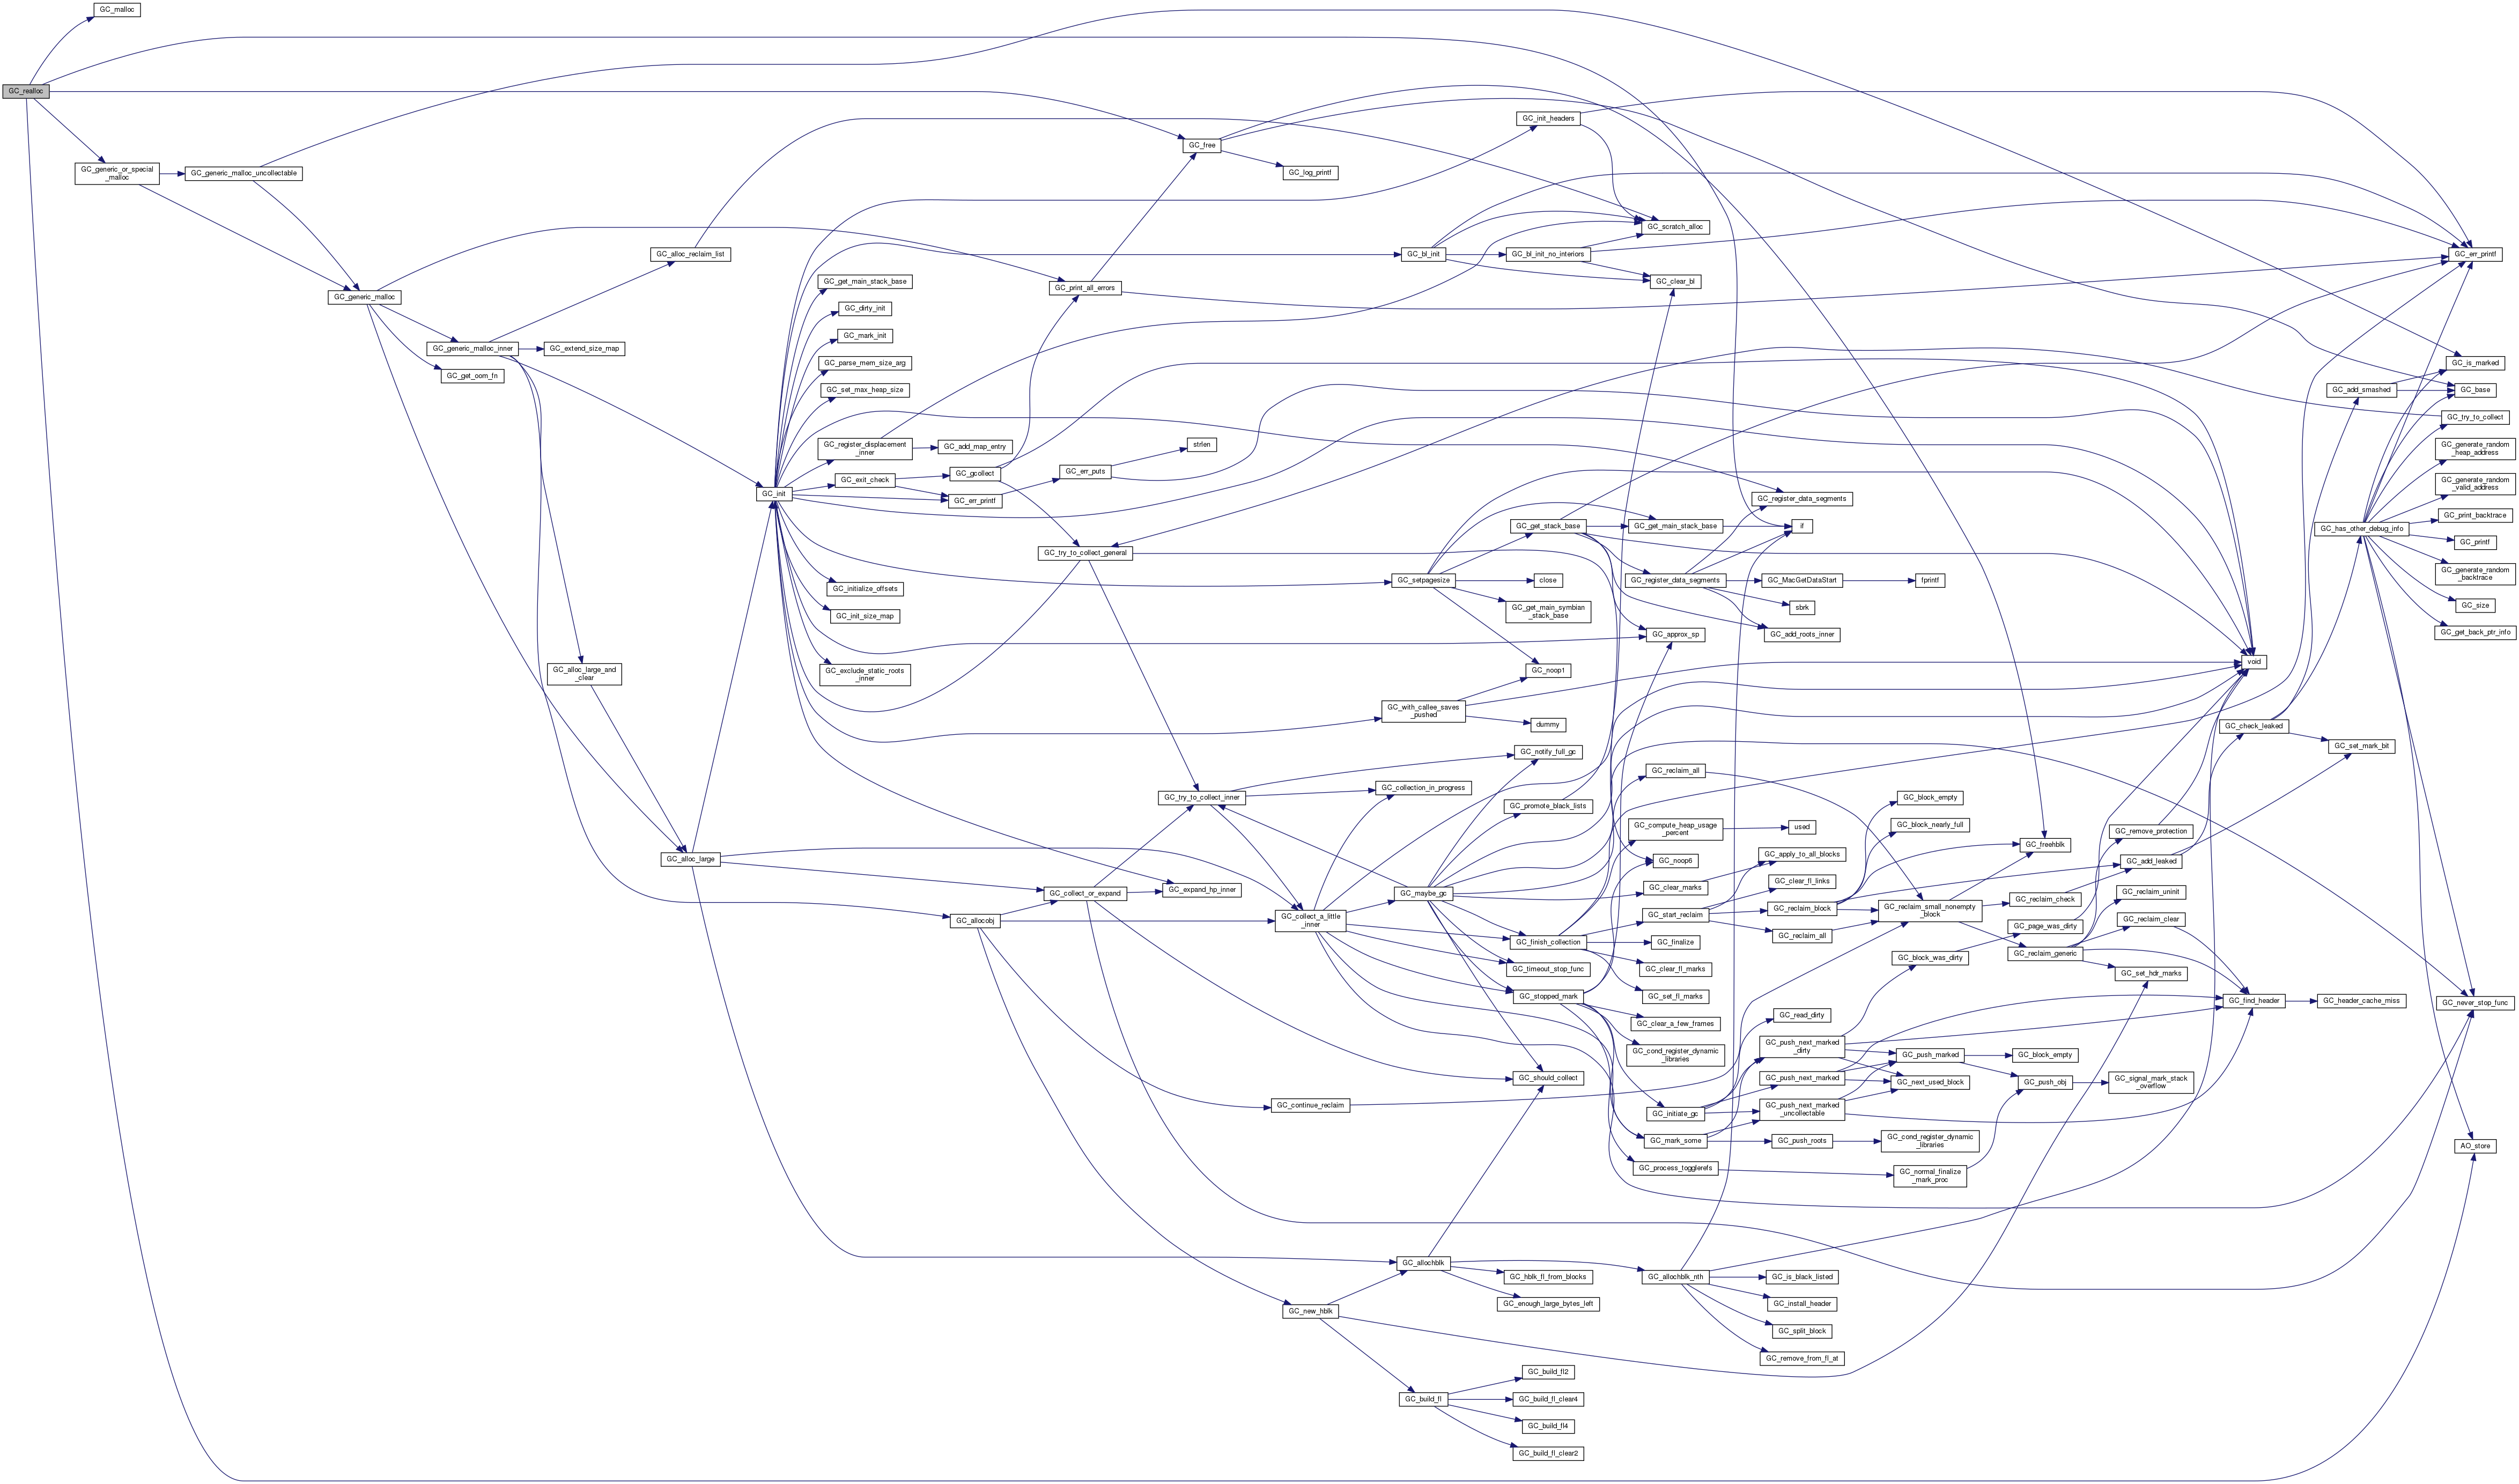 GC_malloc
GC_realloc
GC_generic_or_special
_malloc
GC_generic_malloc_uncollectable
GC_generic_malloc
GC_generic_malloc_inner
GC_extend_size_map
GC_get_oom_fn
GC_alloc_large_and
_clear
GC_alloc_reclaim_list
GC_alloc_large
GC_init
GC_get_main_stack_base
GC_dirty_init
GC_mark_init
GC_parse_mem_size_arg
GC_set_max_heap_size
GC_register_displacement
_inner
GC_add_map_entry
GC_exit_check
GC_gcollect
GC_err_printf
GC_initialize_offsets
GC_init_size_map
GC_exclude_static_roots
_inner
GC_allocobj
GC_print_all_errors
GC_err_puts
strlen
GC_try_to_collect_general
GC_collect_or_expand
GC_free
GC_log_printf
GC_try_to_collect_inner
GC_expand_hp_inner
GC_collect_a_little
_inner
GC_continue_reclaim
GC_new_hblk
GC_bl_init
GC_setpagesize
GC_with_callee_saves
_pushed
GC_collection_in_progress
GC_maybe_gc
GC_allochblk
GC_build_fl
GC_init_headers
GC_bl_init_no_interiors
GC_get_stack_base
close
GC_get_main_symbian
_stack_base
GC_noop1
dummy
GC_notify_full_gc
GC_promote_black_lists
GC_finish_collection
GC_timeout_stop_func
GC_stopped_mark
GC_should_collect
GC_hblk_fl_from_blocks
GC_enough_large_bytes_left
GC_build_fl2
GC_build_fl_clear4
GC_build_fl4
GC_build_fl_clear2
GC_scratch_alloc
GC_clear_bl
GC_get_main_stack_base
GC_register_data_segments
GC_approx_sp
GC_reclaim_all
GC_compute_heap_usage
_percent
GC_noop6
GC_clear_marks
GC_start_reclaim
GC_finalize
GC_clear_fl_marks
GC_set_fl_marks
GC_clear_a_few_frames
GC_cond_register_dynamic
_libraries
GC_initiate_gc
GC_mark_some
GC_process_togglerefs
GC_allochblk_nth
GC_register_data_segments
if
GC_MacGetDataStart
fprintf
sbrk
GC_add_roots_inner
used
GC_apply_to_all_blocks
GC_clear_fl_links
GC_reclaim_block
GC_reclaim_all
GC_read_dirty
GC_push_next_marked
_dirty
GC_push_next_marked
GC_push_next_marked
_uncollectable
GC_push_roots
GC_is_black_listed
GC_install_header
GC_split_block
GC_remove_from_fl_at
GC_block_empty
GC_block_nearly_full
GC_reclaim_small_nonempty
_block
GC_block_was_dirty
GC_push_marked
GC_next_used_block
GC_cond_register_dynamic
_libraries
GC_normal_finalize
_mark_proc
GC_freehblk
GC_reclaim_check
GC_page_was_dirty
GC_reclaim_generic
GC_block_empty
GC_push_obj
GC_remove_protection
GC_add_leaked
GC_reclaim_uninit
GC_reclaim_clear
GC_set_hdr_marks
GC_signal_mark_stack
_overflow
void
GC_check_leaked
GC_find_header
GC_header_cache_miss
GC_add_smashed
GC_has_other_debug_info
GC_set_mark_bit
GC_err_printf
GC_is_marked
GC_base
GC_try_to_collect
GC_generate_random
_heap_address
GC_generate_random
_valid_address
GC_print_backtrace
GC_printf
GC_generate_random
_backtrace
GC_size
GC_get_back_ptr_info
GC_never_stop_func
AO_store